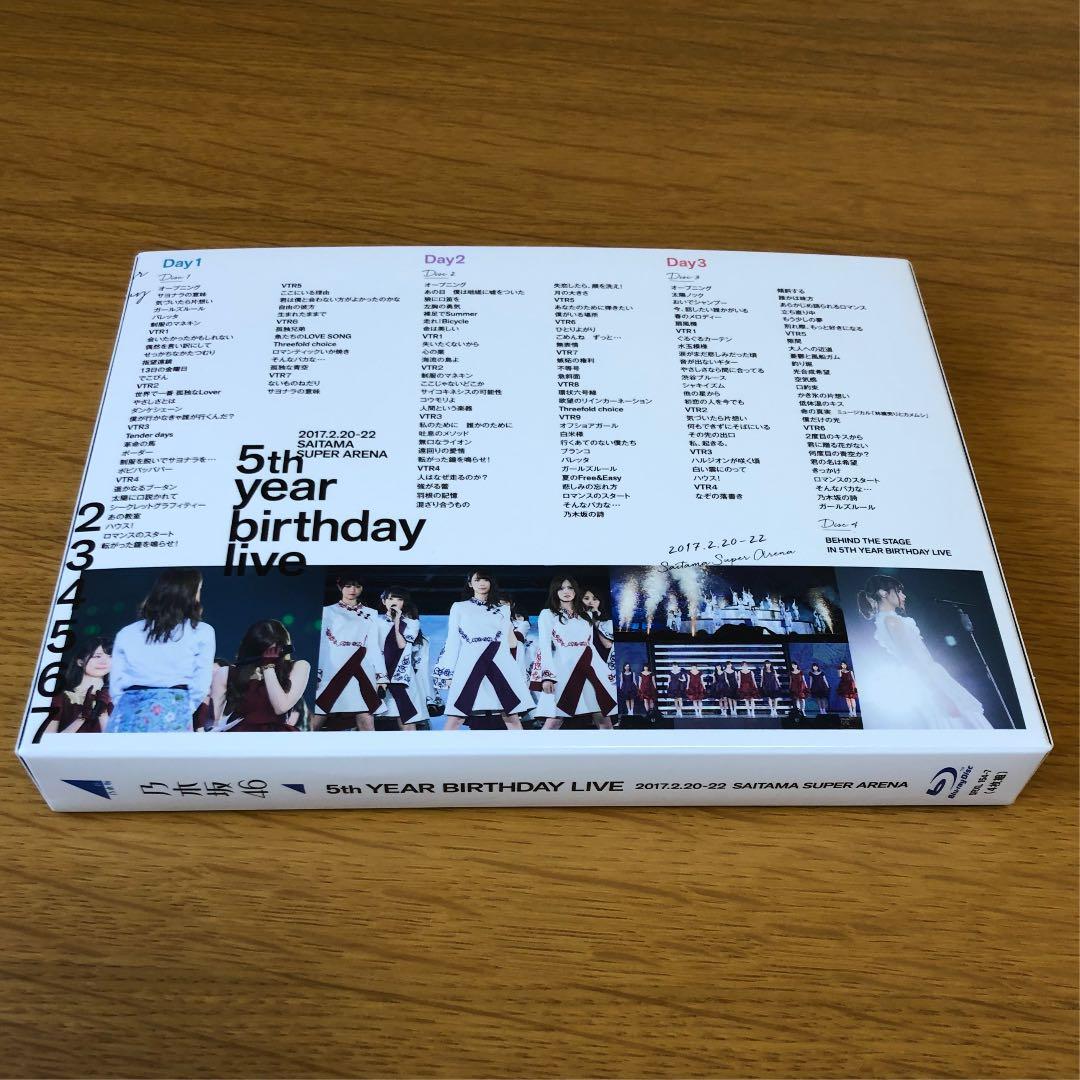 Day1
Disc 1
オープニング
サヨナラの意味
気づいたら片想い
ガールズルール
バレッタ
制服のマネキン
VTR1
会いたかったかもしれない
偶然を言い訳にして
せっかちなかたつむり
指望遠鏡
13日の金曜日
でこぴん
VTR2
世界で一番 孤独なLover
やさしさとは
ダンケシェーン
僕が行かなきゃ誰が行くんだ?
VTR3
Tender days
革命の馬
ボーダー
制服を脱いでサヨナラを…
ポピパッパパー
VTR4
遥かなるブータン
太陽に口説かれて
シークレットグラフィティー
あの教室
ハウス!
ロマンスのスタート
転がった鐘を鳴らせ!
VTR5
ここにいる理由
君は僕と会わない方がよかったのかな
自由の彼方
生まれたままで
VTR6
孤独兄弟
魚たちのLOVE SONG
Threefold choice
ロマンティックいか焼き
そんなバカな…
孤独な青空
VTR7
ないものねだり
サヨナラの意味
Day2
Disc 2
オープニング
あの日 僕は咄嗟に嘘をついた
狼に口笛を
左胸の勇気
裸足でSummer
走れ!Bicycle
命は美しい
VTR1
失いたくないから
心の薬
海流の島よ
VTR2
制服のマネキン
ここじゃないどこか
サイコキネシスの可能性
コウモリよ
人間という楽器
VTR3
私のために 誰かのために
吐息のメソッド
無口なライオン
遠回りの愛情
転がった鐘を鳴らせ!
VTR4
人はなぜ走るのか?
強がる蕾
羽根の記憶
混ざり合うもの
失恋したら、顔を洗え!
月の大きさ
VTR5
あなたのために弾きたい
僕がいる場所
VTR6
ひとりよがり
ごめんね ずっと…
無表情
VTR7
嫉妬の権利
不等号
急斜面
VTR8
環状六号線
欲望のリインカーネーション
Threefold choice
VTR9
オフショアガール
白米様
行くあてのない僕たち
ブランコ
バレッタ
ガールズルール
夏のFree&Easy
悲しみの忘れ方
ロマンスのスタート
そんなバカな…
乃木坂の詩
Day3
Disc 3
オープニング
太陽ノック
おいでシャンプー
今、話したい誰かがいる
春のメロディー
扇風機
VTR1
ぐるぐるカーテン
水玉模様
涙がまだ悲しみだった頃
音が出ないギター
やさしさなら間に合ってる
渋谷ブルース
シャキイズム
他の星から
初恋の人を今でも
VTR2
気づいたら片想い
何もできずにそばにいる
その先の出口
私、起きる。
VTR3
ハルジオンが咲く頃
白い雲にのって
ハウス!
VTR4
なぞの落書き
傾斜する
誰かは味方
あらかじめ語られるロマンス
立ち直り中
もう少しの夢
別れ際、もっと好きになる
VTR5
隙間
大人への近道
憂鬱と風船ガム
釣り堀
光合成希望
空気感
口約束
かき氷の片想い
低体温のキス
命の真実 ミュージカル「林檎売りとカメムシ」
僕だけの光
VTR6
2度目のキスから
君に贈る花がない
何度目の青空か?
君の名は希望
きっかけ
ロマンスのスタート
そんなバカな…
乃木坂の詩
ガールズルール
Disc 4
BEHIND THE STAGE
IN 5TH YEAR BIRTHDAY LIVE
2017.2.20-22
SAITAMA
SUPER ARENA
5th
year
birthday
live
2017.2.20-22
Saitama Super Arena
2
3
4
5
6
7
乃木坂46 5th YEAR BIRTHDAY LIVE 2017.2.20-22 SAITAMA SUPER ARENA
Blu-ray Disc
SRXL 154-7
(4枚組)